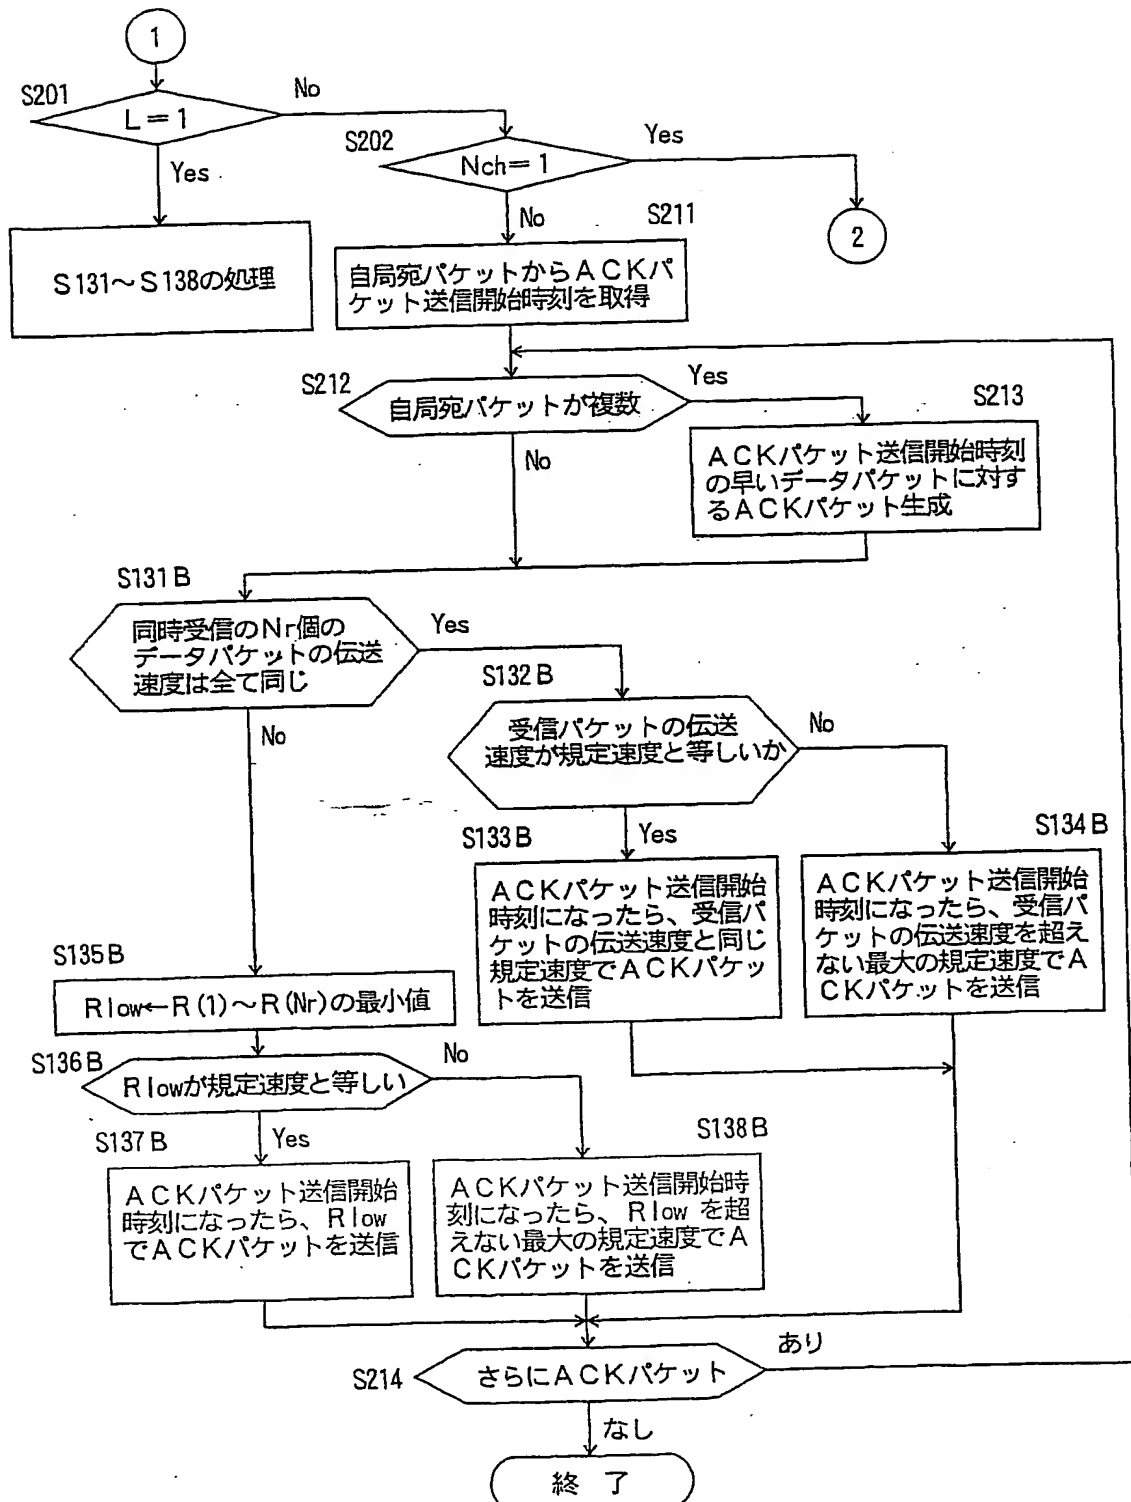 1
S201
L=1
No
Yes
S202
Nch=1
Yes
No
2
S131〜S138の処理
S211
自局宛パケットからACKパ
ケット送信開始時刻を取得
S212
自局宛パケットが複数
Yes
No
S213
ACKパケット送信開始時刻
の早いデータパケットに対す
るACKパケット生成
S131B
同時受信のNr個の
データパケットの伝送
速度は全て同じ
Yes
No
S132B
受信パケットの伝送
速度が規定速度と等しいか
No
Yes
S133B
ACKパケット送信開始
時刻になったら、受信パ
ケットの伝送速度と同じ
規定速度でACKパケッ
トを送信
S134B
ACKパケット送信開始
時刻になったら、受信パ
ケットの伝送速度を超え
ない最大の規定速度でA
CKパケットを送信
S135B
Rlow←R(1)〜R(Nr)の最小値
S136B
Rlowが規定速度と等しい
No
Yes
S137B
ACKパケット送信開始
時刻になったら、Rlow
でACKパケットを送信
S138B
ACKパケット送信開始時
刻になったら、Rlow を超
えない最大の規定速度でA
CKパケットを送信
S214
さらにACKパケット
あり
なし
終 了